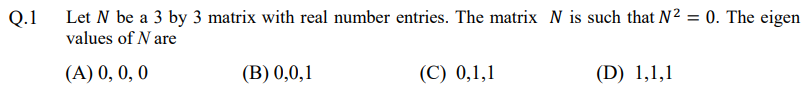 Q.1 Let N be a 3 by 3 matrix with real number entries. The matrix N is such that N² = 0. The eigen
values of N are
(A) 0, 0, 0 (B) 0,0,1 (C) 0,1,1 (D) 1,1,1